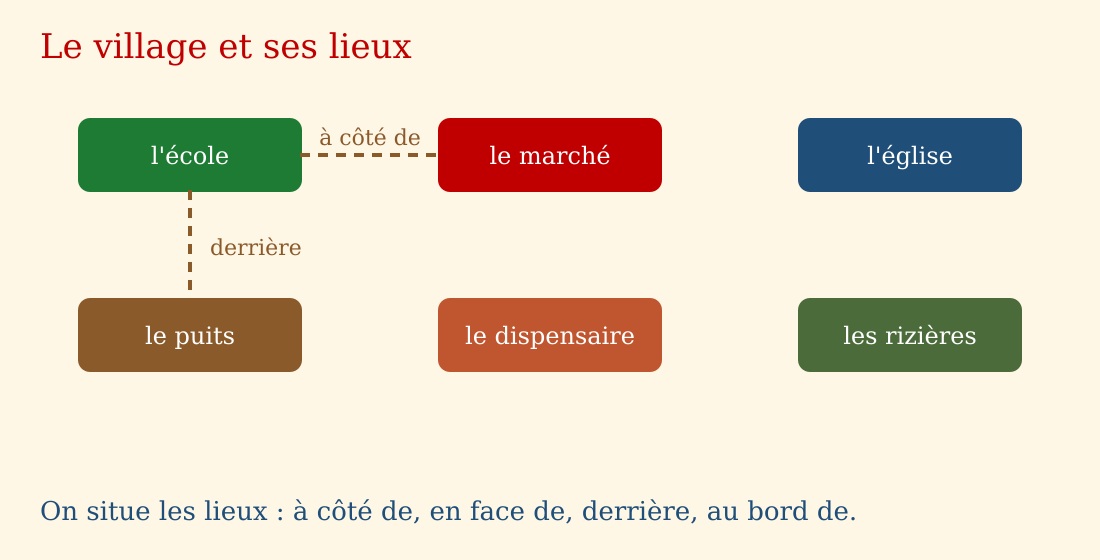 Le village et ses lieux
l'école
à côté de
le marché
l'église
derrière
le puits
le dispensaire
les rizières
On situe les lieux : à côté de, en face de, derrière, au bord de.